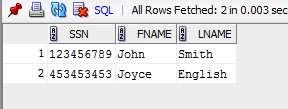 SQL | All Rows Fetched: 2 in 0.003 sec
SSN FNAME LNAME
1 123456789 John Smith
2 453453453 Joyce English